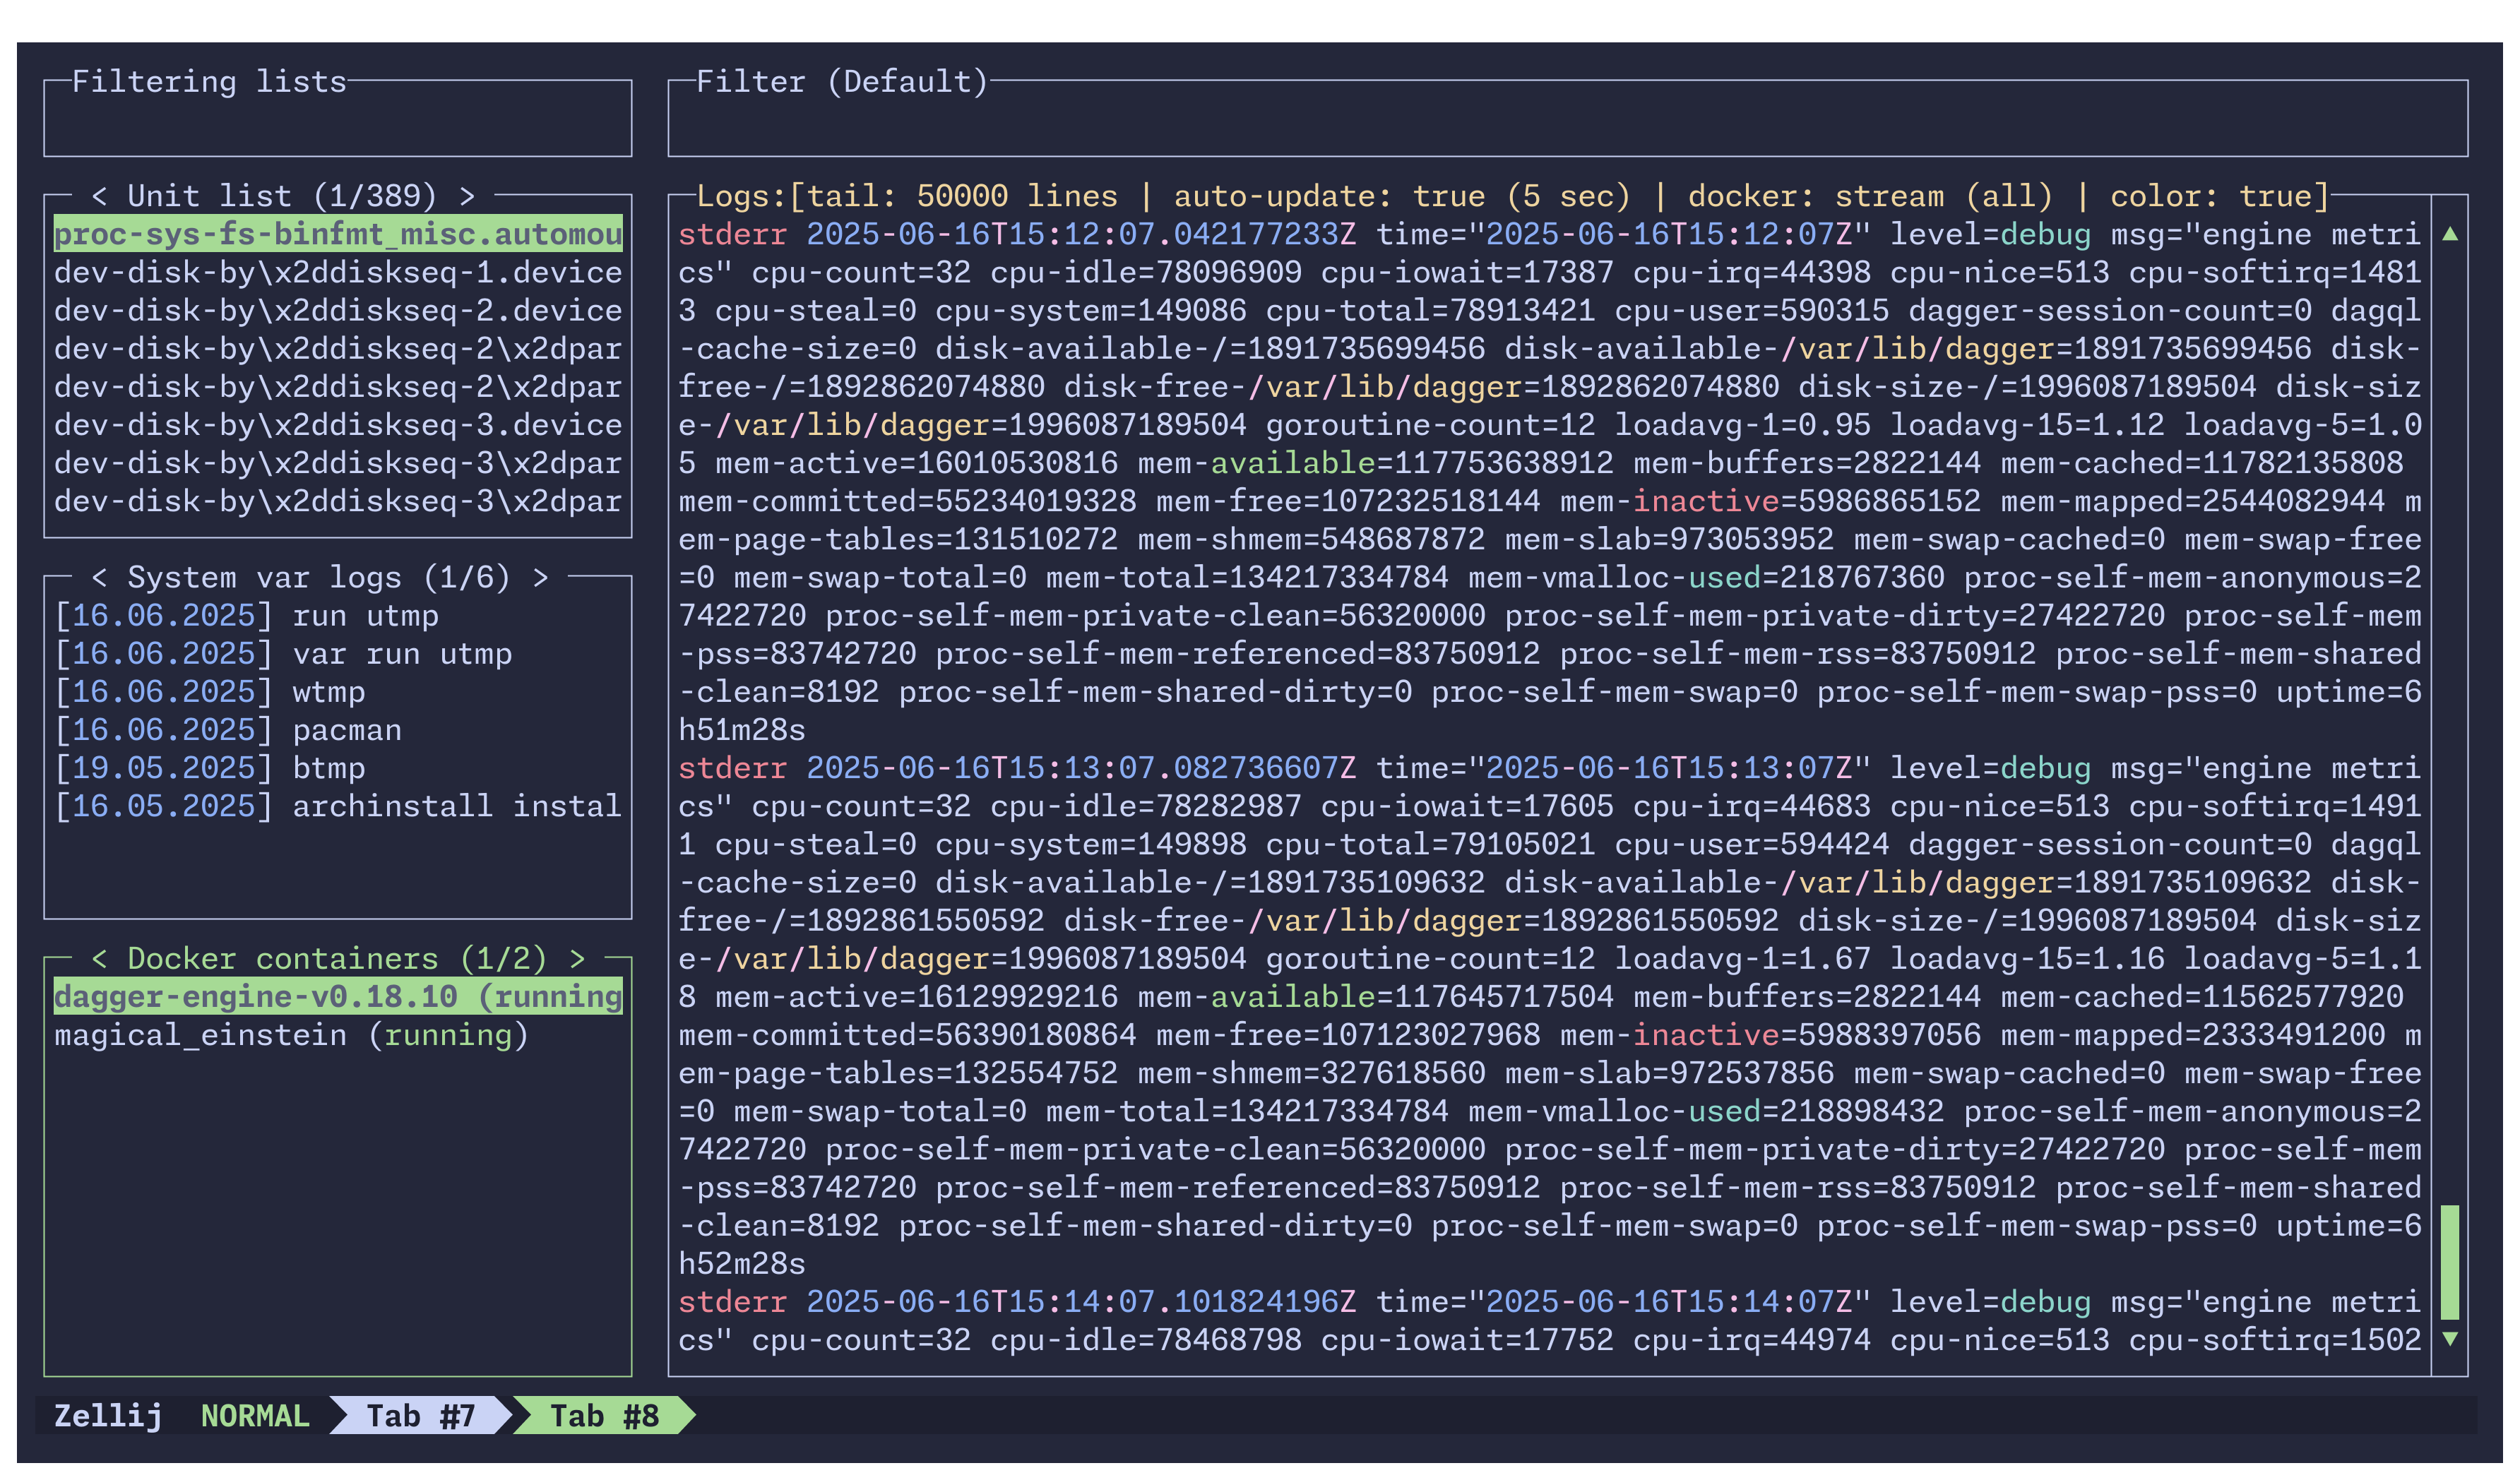 Filtering lists
Filter (Default)
< Unit list (1/389) >
proc-sys-fs-binfmt_misc.automou
dev-disk-by\x2ddiskseq-1.device
dev-disk-by\x2ddiskseq-2.device
dev-disk-by\x2ddiskseq-2\x2dpar
dev-disk-by\x2ddiskseq-2\x2dpar
dev-disk-by\x2ddiskseq-3.device
dev-disk-by\x2ddiskseq-3\x2dpar
dev-disk-by\x2ddiskseq-3\x2dpar
< System var logs (1/6) >
[16.06.2025] run utmp
[16.06.2025] var run utmp
[16.06.2025] wtmp
[16.06.2025] pacman
[19.05.2025] btmp
[16.05.2025] archinstall instal
< Docker containers (1/2) >
dagger-engine-v0.18.10 (running
magical_einstein (running)
Logs:[tail: 50000 lines | auto-update: true (5 sec) | docker: stream (all) | color: true]
stderr 2025-06-16T15:12:07.042177233Z time="2025-06-16T15:12:07Z" level=debug msg="engine metri
cs" cpu-count=32 cpu-idle=78096909 cpu-iowait=17387 cpu-irq=44398 cpu-nice=513 cpu-softirq=1481
3 cpu-steal=0 cpu-system=149086 cpu-total=78913421 cpu-user=590315 dagger-session-count=0 dagql
-cache-size=0 disk-available-/=1891735699456 disk-available-/var/lib/dagger=1891735699456 disk-
free-/=1892862074880 disk-free-/var/lib/dagger=1892862074880 disk-size-/=1996087189504 disk-siz
e-/var/lib/dagger=1996087189504 goroutine-count=12 loadavg-1=0.95 loadavg-15=1.12 loadavg-5=1.0
5 mem-active=16010530816 mem-available=117753638912 mem-buffers=2822144 mem-cached=11782135808
mem-committed=55234019328 mem-free=107232518144 mem-inactive=5986865152 mem-mapped=2544082944 m
em-page-tables=131510272 mem-shmem=548687872 mem-slab=973053952 mem-swap-cached=0 mem-swap-free
=0 mem-swap-total=0 mem-total=134217334784 mem-vmalloc-used=218767360 proc-self-mem-anonymous=2
7422720 proc-self-mem-private-clean=56320000 proc-self-mem-private-dirty=27422720 proc-self-mem
-pss=83742720 proc-self-mem-referenced=83750912 proc-self-mem-rss=83750912 proc-self-mem-shared
-clean=8192 proc-self-mem-shared-dirty=0 proc-self-mem-swap=0 proc-self-mem-swap-pss=0 uptime=6
h51m28s
stderr 2025-06-16T15:13:07.082736607Z time="2025-06-16T15:13:07Z" level=debug msg="engine metri
cs" cpu-count=32 cpu-idle=78282987 cpu-iowait=17605 cpu-irq=44683 cpu-nice=513 cpu-softirq=1491
1 cpu-steal=0 cpu-system=149898 cpu-total=79105021 cpu-user=594424 dagger-session-count=0 dagql
-cache-size=0 disk-available-/=1891735109632 disk-available-/var/lib/dagger=1891735109632 disk-
free-/=1892861550592 disk-free-/var/lib/dagger=1892861550592 disk-size-/=1996087189504 disk-siz
e-/var/lib/dagger=1996087189504 goroutine-count=12 loadavg-1=1.67 loadavg-15=1.16 loadavg-5=1.1
8 mem-active=16129929216 mem-available=117645717504 mem-buffers=2822144 mem-cached=11562577920
mem-committed=56390180864 mem-free=107123027968 mem-inactive=5988397056 mem-mapped=2333491200 m
em-page-tables=132554752 mem-shmem=327618560 mem-slab=972537856 mem-swap-cached=0 mem-swap-free
=0 mem-swap-total=0 mem-total=134217334784 mem-vmalloc-used=218898432 proc-self-mem-anonymous=2
7422720 proc-self-mem-private-clean=56320000 proc-self-mem-private-dirty=27422720 proc-self-mem
-pss=83742720 proc-self-mem-referenced=83750912 proc-self-mem-rss=83750912 proc-self-mem-shared
-clean=8192 proc-self-mem-shared-dirty=0 proc-self-mem-swap=0 proc-self-mem-swap-pss=0 uptime=6
h52m28s
stderr 2025-06-16T15:14:07.101824196Z time="2025-06-16T15:14:07Z" level=debug msg="engine metri
cs" cpu-count=32 cpu-idle=78468798 cpu-iowait=17752 cpu-irq=44974 cpu-nice=513 cpu-softirq=1502
Zellij NORMAL Tab #7 Tab #8